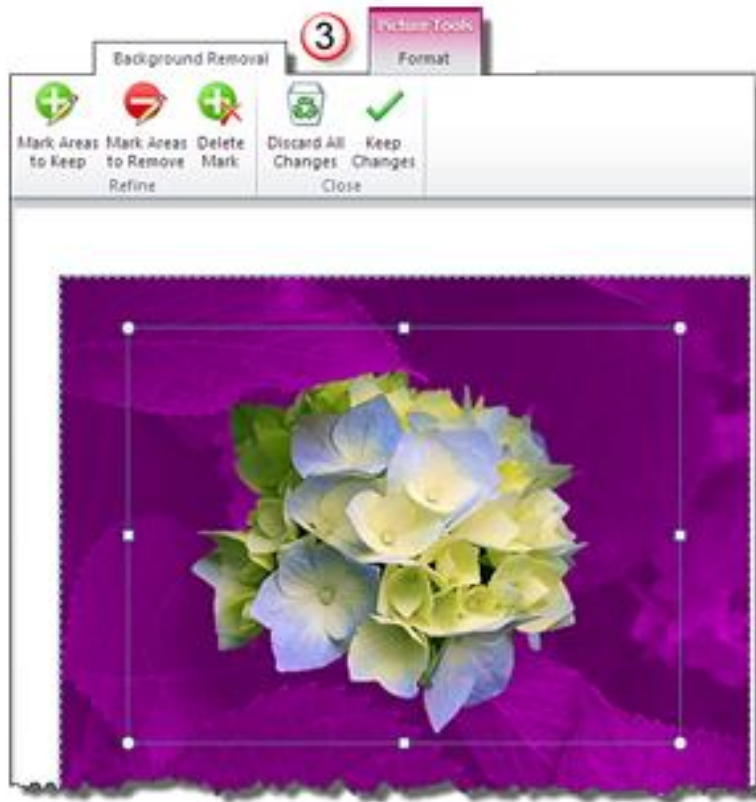 3
Picture Tools
Background Removal
Format
Mark Areas to Keep
Mark Areas to Remove
Delete Mark
Discard All Changes
Keep Changes
Refine
Close